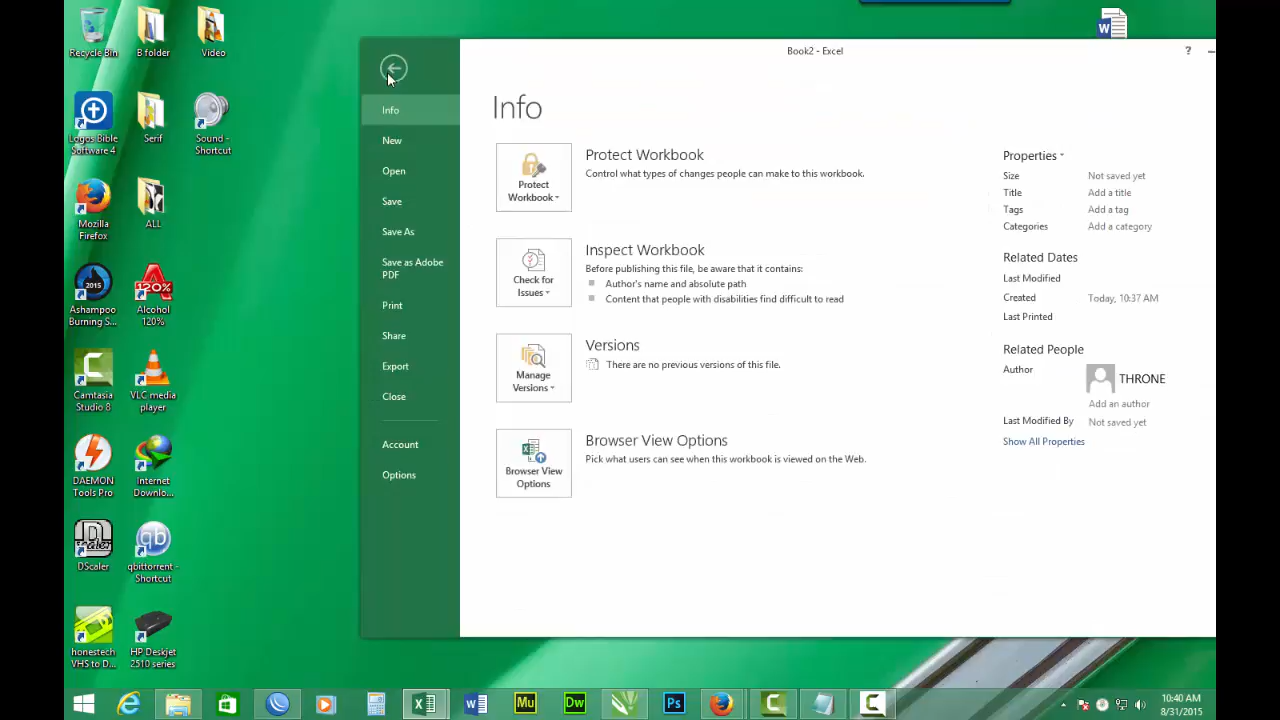 Recycle Bin
B folder
Video
Logos Bible
Software 4
Serif
Sound -
Shortcut
Mozilla
Firefox
ALL
2015
Ashampoo
Burning S...
120%
Alcohol
120%
Camtasia
Studio 8
VLC media
player
DAEMON
Tools Pro
Internet
Downlo...
DScaler
qb
qbittorrent -
Shortcut
honestech
VHS to D...
HP Deskjet
2510 series
Book2 - Excel
?
Info
New
Open
Save
Save As
Save as Adobe
PDF
Print
Share
Export
Close
Account
Options
Info
Protect
Workbook
Protect Workbook
Control what types of changes people can make to this workbook.
Check for
Issues
Inspect Workbook
Before publishing this file, be aware that it contains:
Author's name and absolute path
Content that people with disabilities find difficult to read
Manage
Versions
Versions
There are no previous versions of this file.
Browser View
Options
Browser View Options
Pick what users can see when this workbook is viewed on the Web.
Properties
Size Not saved yet
Title Add a title
Tags Add a tag
Categories Add a category
Related Dates
Last Modified
Created Today, 10:37 AM
Last Printed
Related People
Author THRONE
Add an author
Last Modified By Not saved yet
Show All Properties
Mu
Dw
Ps
10:40 AM
8/31/2015